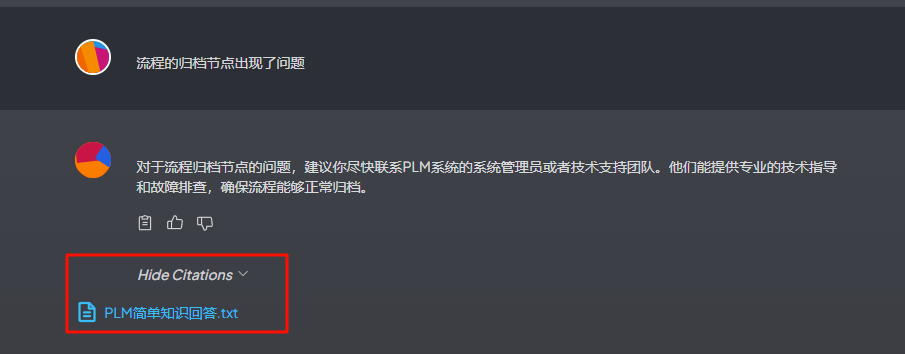 流程的归档节点出现了问题
对于流程归档节点的问题，建议你尽快联系PLM系统的系统管理员或者技术支持团队。他们能提供专业的技术指导
和故障排查，确保流程能够正常归档。
Hide Citations
PLM简单知识回答.txt